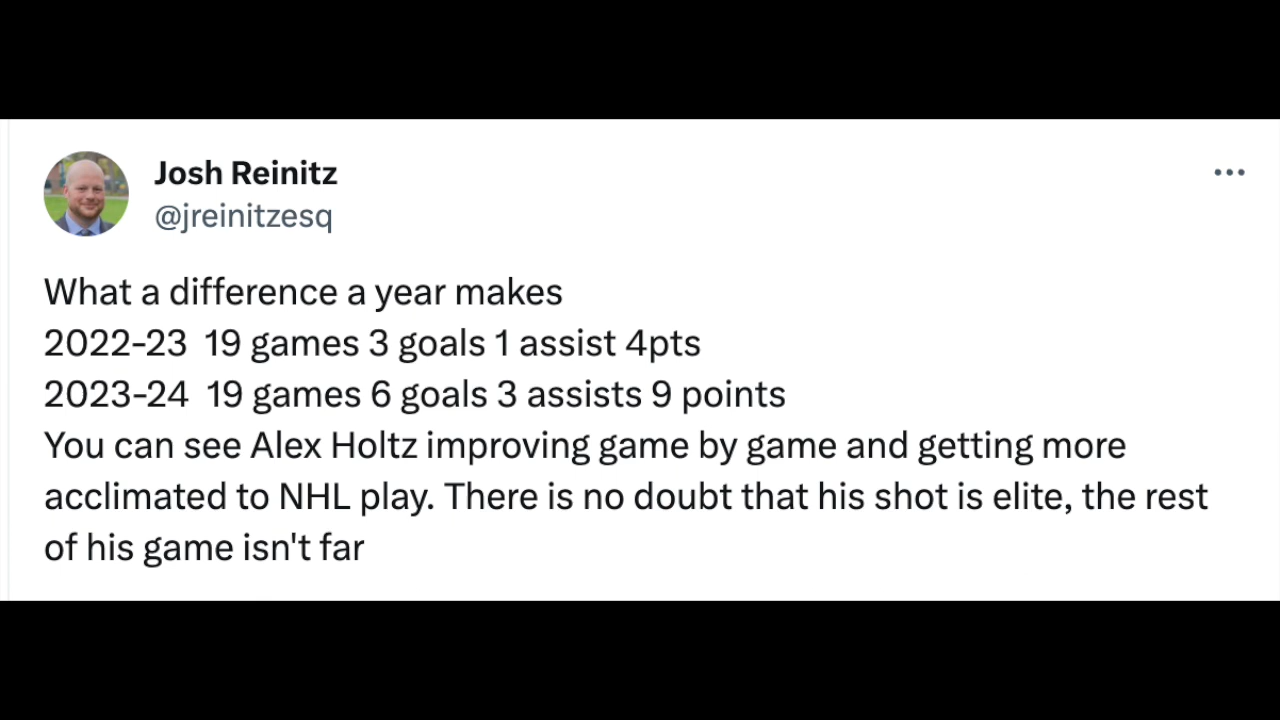 Josh Reinitz
@jreinitzesq
What a difference a year makes
2022-23  19 games 3 goals 1 assist 4pts
2023-24  19 games 6 goals 3 assists 9 points
You can see Alex Holtz improving game by game and getting more
acclimated to NHL play. There is no doubt that his shot is elite, the rest
of his game isn't far